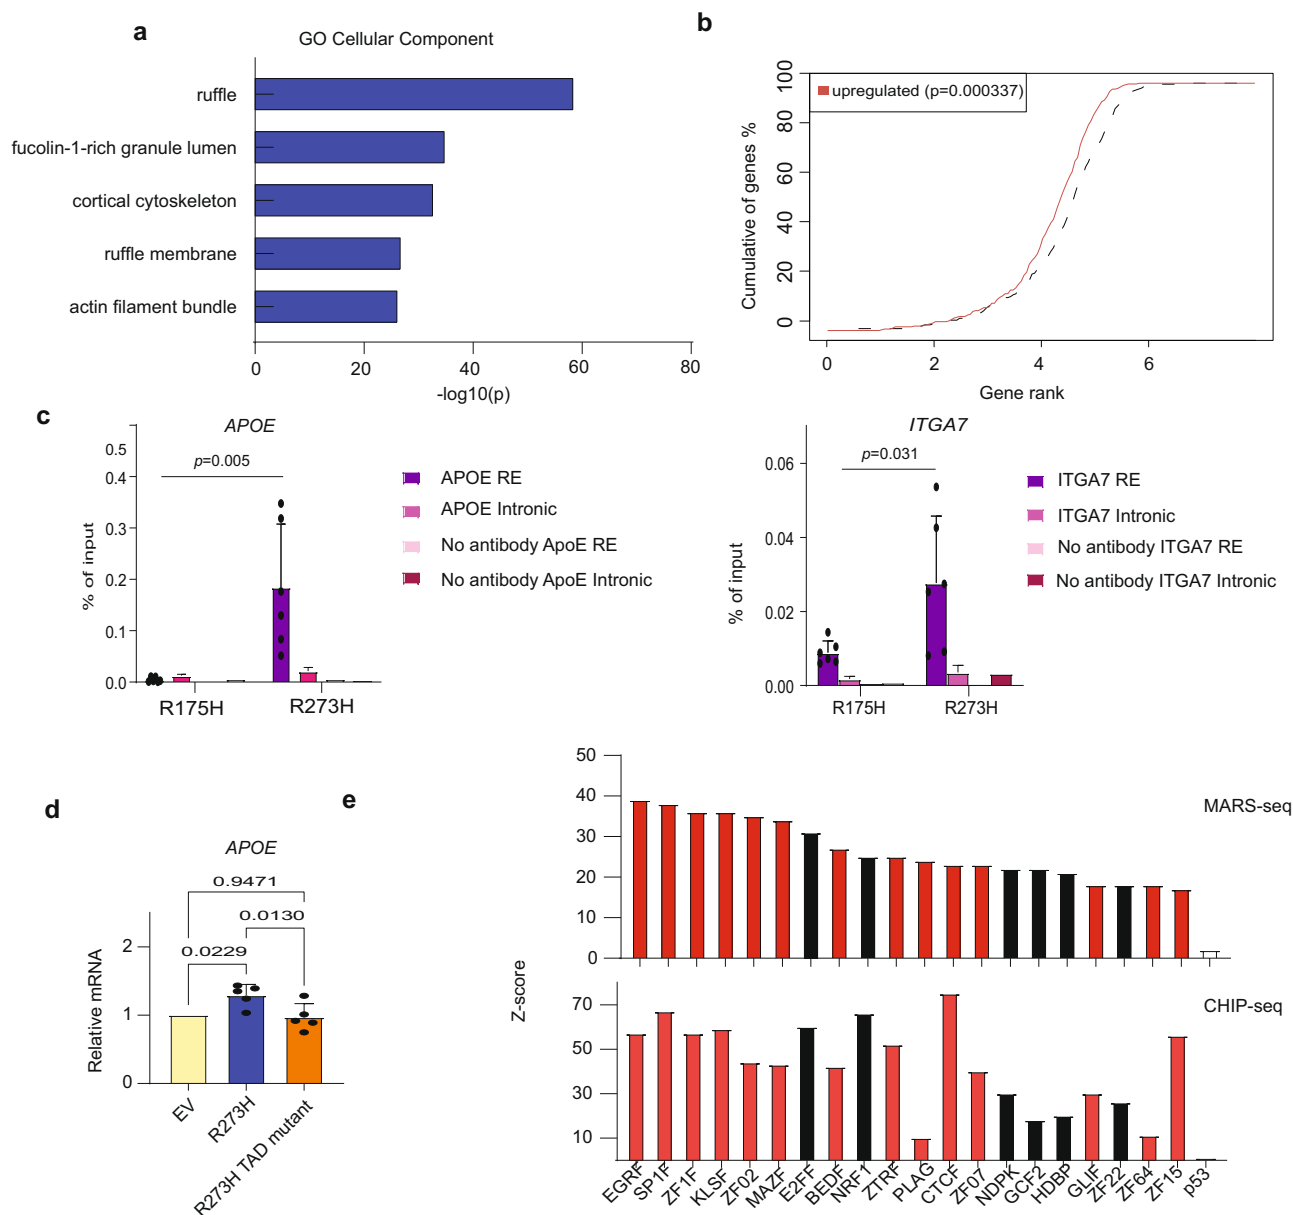 a
GO Cellular Component
ruffle
fucolin-1-rich granule lumen
cortical cytoskeleton
ruffle membrane
actin filament bundle
0 20 40 60 80
-log10(p)
b
upregulated (p=0.000337)
Cumulative of genes %
100
80
60
40
20
0
0 2 4 6
Gene rank
c
APOE
p=0.005
% of input
0.5
0.4
0.3
0.2
0.1
0.0
R175H R273H
APOE RE
APOE Intronic
No antibody ApoE RE
No antibody ApoE Intronic
ITGA7
p=0.031
% of input
0.06
0.04
0.02
0.00
R175H R273H
ITGA7 RE
ITGA7 Intronic
No antibody ITGA7 RE
No antibody ITGA7 Intronic
d
APOE
0.9471
0.0130
0.0229
Relative mRNA
2
1
0
EV
R273H
R273H TAD mutant
e
MARS-seq
50
40
30
20
10
0
Z-score
CHIP-seq
70
50
30
10
EGRF SP1F ZF1F KLSF ZF02 MAZF E2FF BEDF NRF1 ZTRF PLAG CTCF ZF07 NDPK GCF2 HDBP GLIF ZF22 ZF64 ZF15 p53